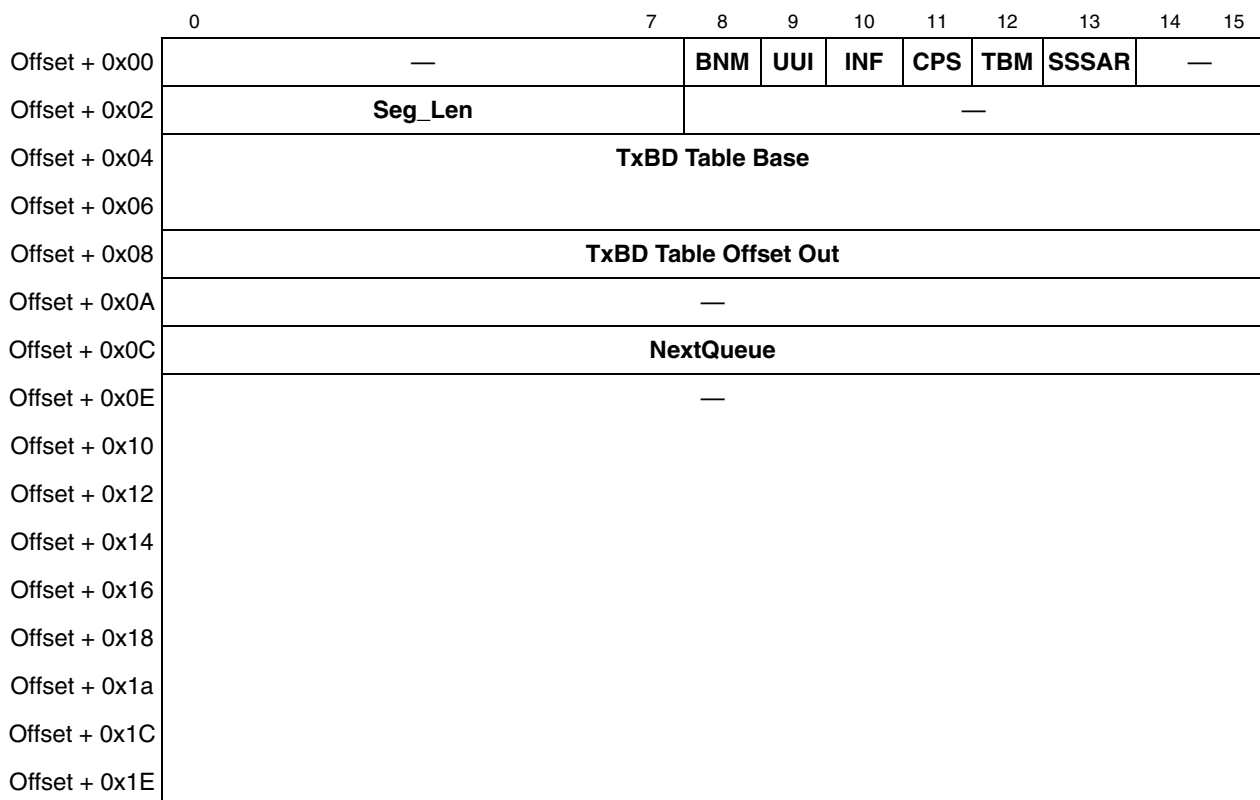 0 7 8 9 10 11 12 13 14 15
Offset + 0x00 — BNM UUI INF CPS TBM SSSAR —
Offset + 0x02 Seg_Len —
Offset + 0x04 TxBD Table Base
Offset + 0x06
Offset + 0x08 TxBD Table Offset Out
Offset + 0x0A —
Offset + 0x0C NextQueue
Offset + 0x0E —
Offset + 0x10
Offset + 0x12
Offset + 0x14
Offset + 0x16
Offset + 0x18
Offset + 0x1a
Offset + 0x1C
Offset + 0x1E